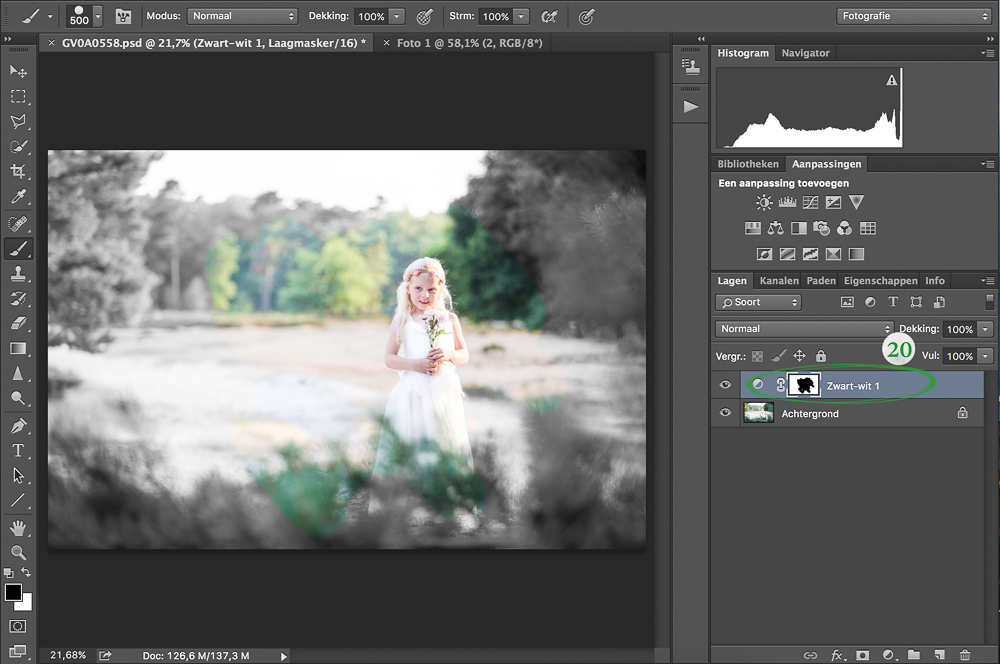 500 Modus: Normaal Dekking: 100% Strm: 100% Fotografie
× GV0A0558.psd @ 21,7% (Zwart-wit 1, Laagmasker/16) * × Foto 1 @ 58,1% (2, RGB/8*)
Histogram Navigator
Bibliotheken Aanpassingen
Een aanpassing toevoegen
Lagen Kanalen Paden Eigenschappen Info
Soort
Normaal Dekking: 100%
Vergr.: 20 Vul: 100%
Zwart-wit 1
Achtergrond
21,68% Doc: 126,6 M/137,3 M
fx